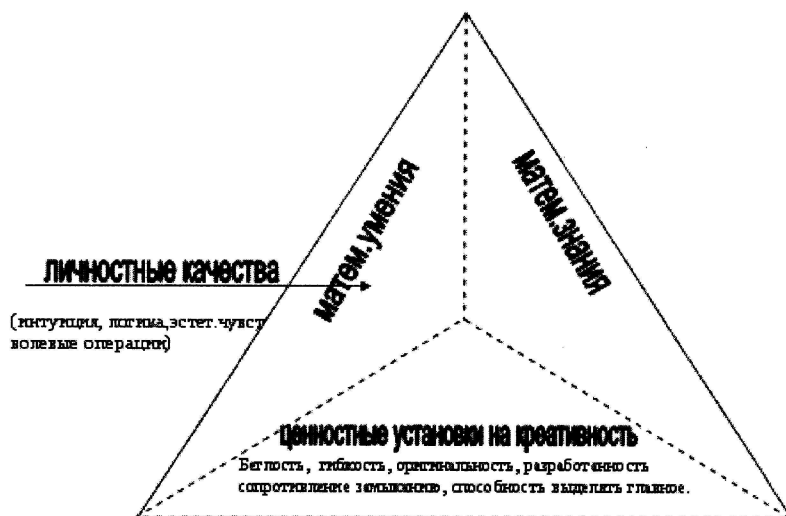 матем.умения
матем.знания
личностные качества
(интуиция, логика,эстет.чувст
волевые операции)
ценностные установки на креативность
Беглость, гибкость, оригинальность, разработанность
сопротивление замыканию, способность выделять главное.